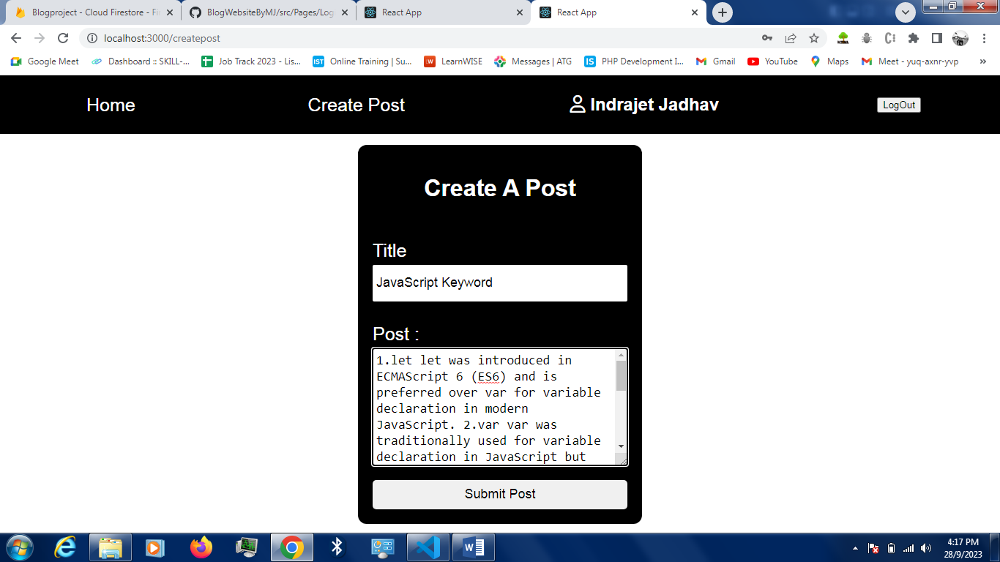 Blogproject - Cloud Firestore - Fi
BlogWebsiteByMJ/src/Pages/Log
React App
React App
localhost:3000/createpost
Google Meet
Dashboard :: SKILL-...
Job Track 2023 - Lis...
Online Training | Su...
LearnWISE
Messages | ATG
PHP Development I...
Gmail
YouTube
Maps
Meet - yuq-axnr-yvp
»
Home
Create Post
Indrajet Jadhav
LogOut
Create A Post
Title
JavaScript Keyword
Post :
1.let let was introduced in
ECMAScript 6 (ES6) and is
preferred over var for variable
declaration in modern
JavaScript. 2.var var was
traditionally used for variable
declaration in JavaScript but
Submit Post
4:17 PM
28/9/2023